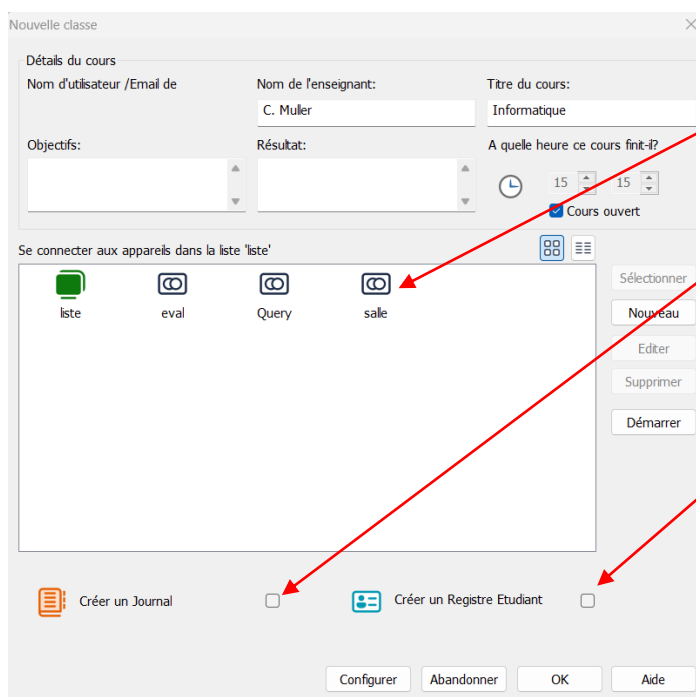 Nouvelle classe
Détails du cours
Nom d'utilisateur /Email de
Nom de l'enseignant:
Titre du cours:
C. Muller
Informatique
Objectifs:
Résultat:
A quelle heure ce cours finit-il?
15 15
Cours ouvert
Se connecter aux appareils dans la liste 'liste'
liste eval Query salle
Sélectionner
Nouveau
Editer
Supprimer
Démarrer
Créer un Journal
Créer un Registre Etudiant
Configurer Abandonner OK Aide